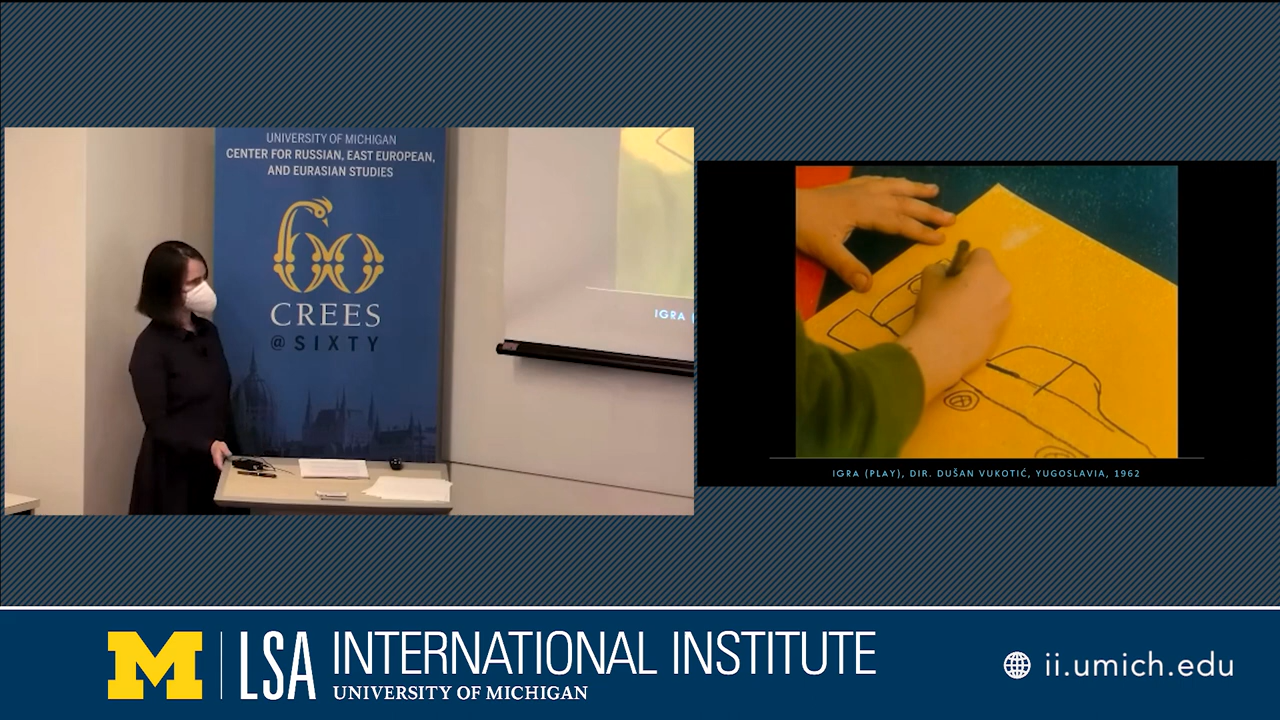 UNIVERSITY OF MICHIGAN
CENTER FOR RUSSIAN, EAST EUROPEAN,
AND EURASIAN STUDIES
60
CREES
@SIXTY
IGRA (
IGRA (PLAY), DIR. DUŠAN VUKOTIĆ, YUGOSLAVIA, 1962
M
LSA
INTERNATIONAL INSTITUTE
UNIVERSITY OF MICHIGAN
ii.umich.edu